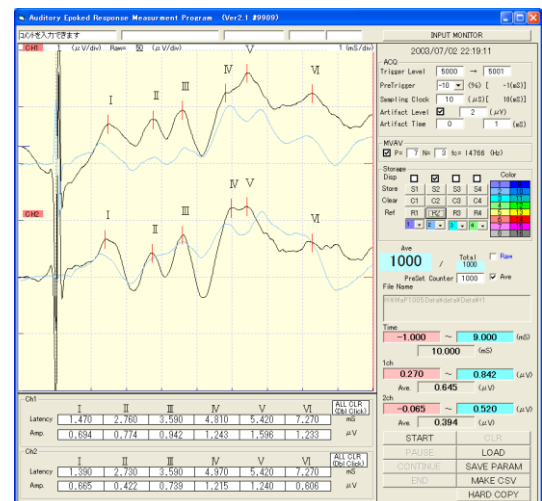 Auditory Epoked Response Measurment Program (Ver2.1 #9909)
コメントを入力できます
INPUT MONITOR
CH1 1 (μV/div) Raw= 50 (μV/div) 1 (mS/div)
I II III IV V VI
CH2
I II III IV V VI
2003/07/02 22:19:11
ACQ
Trigger Level 5000 → 5001
PreTrigger -10 (%) [ -1(mS)]
Sampling Clock 10 (μS)[ 10(mS)]
Artifact Level 2 (μV)
Artifact Time 0 1 (mS)
MVAV
P= 7 N= 3 fc= 14766 (Hz)
Storage
Disp Color
Store S1 S2 S3 S4
Clear C1 C2 C3 C4
Ref R1 R2 R3 R4
1 2 3 4
Ave
1000 / Total 1000 Raw
PreSet Counter 1000 Ave
File Name
Time
-1.000 ~ 9.000 (mS)
10.000 (mS)
1ch
0.270 ~ 0.842 (μV)
Ave. 0.645 (μV)
2ch
-0.065 ~ 0.520 (μV)
Ave. 0.394 (μV)
START CLR
PAUSE LOAD
CONTINUE SAVE PARAM
END MAKE CSV
HARD COPY
Ch1
I II III IV V VI ALL CLR (Dbl Click)
Latency 1.470 2.760 3.590 4.810 5.420 7.270 mS
Amp. 0.694 0.774 0.942 1.243 1.596 1.233 μV
Ch2
I II III IV V VI ALL CLR (Dbl Click)
Latency 1.390 2.730 3.590 4.970 5.420 7.270 mS
Amp. 0.665 0.422 0.739 1.215 1.240 0.606 μV